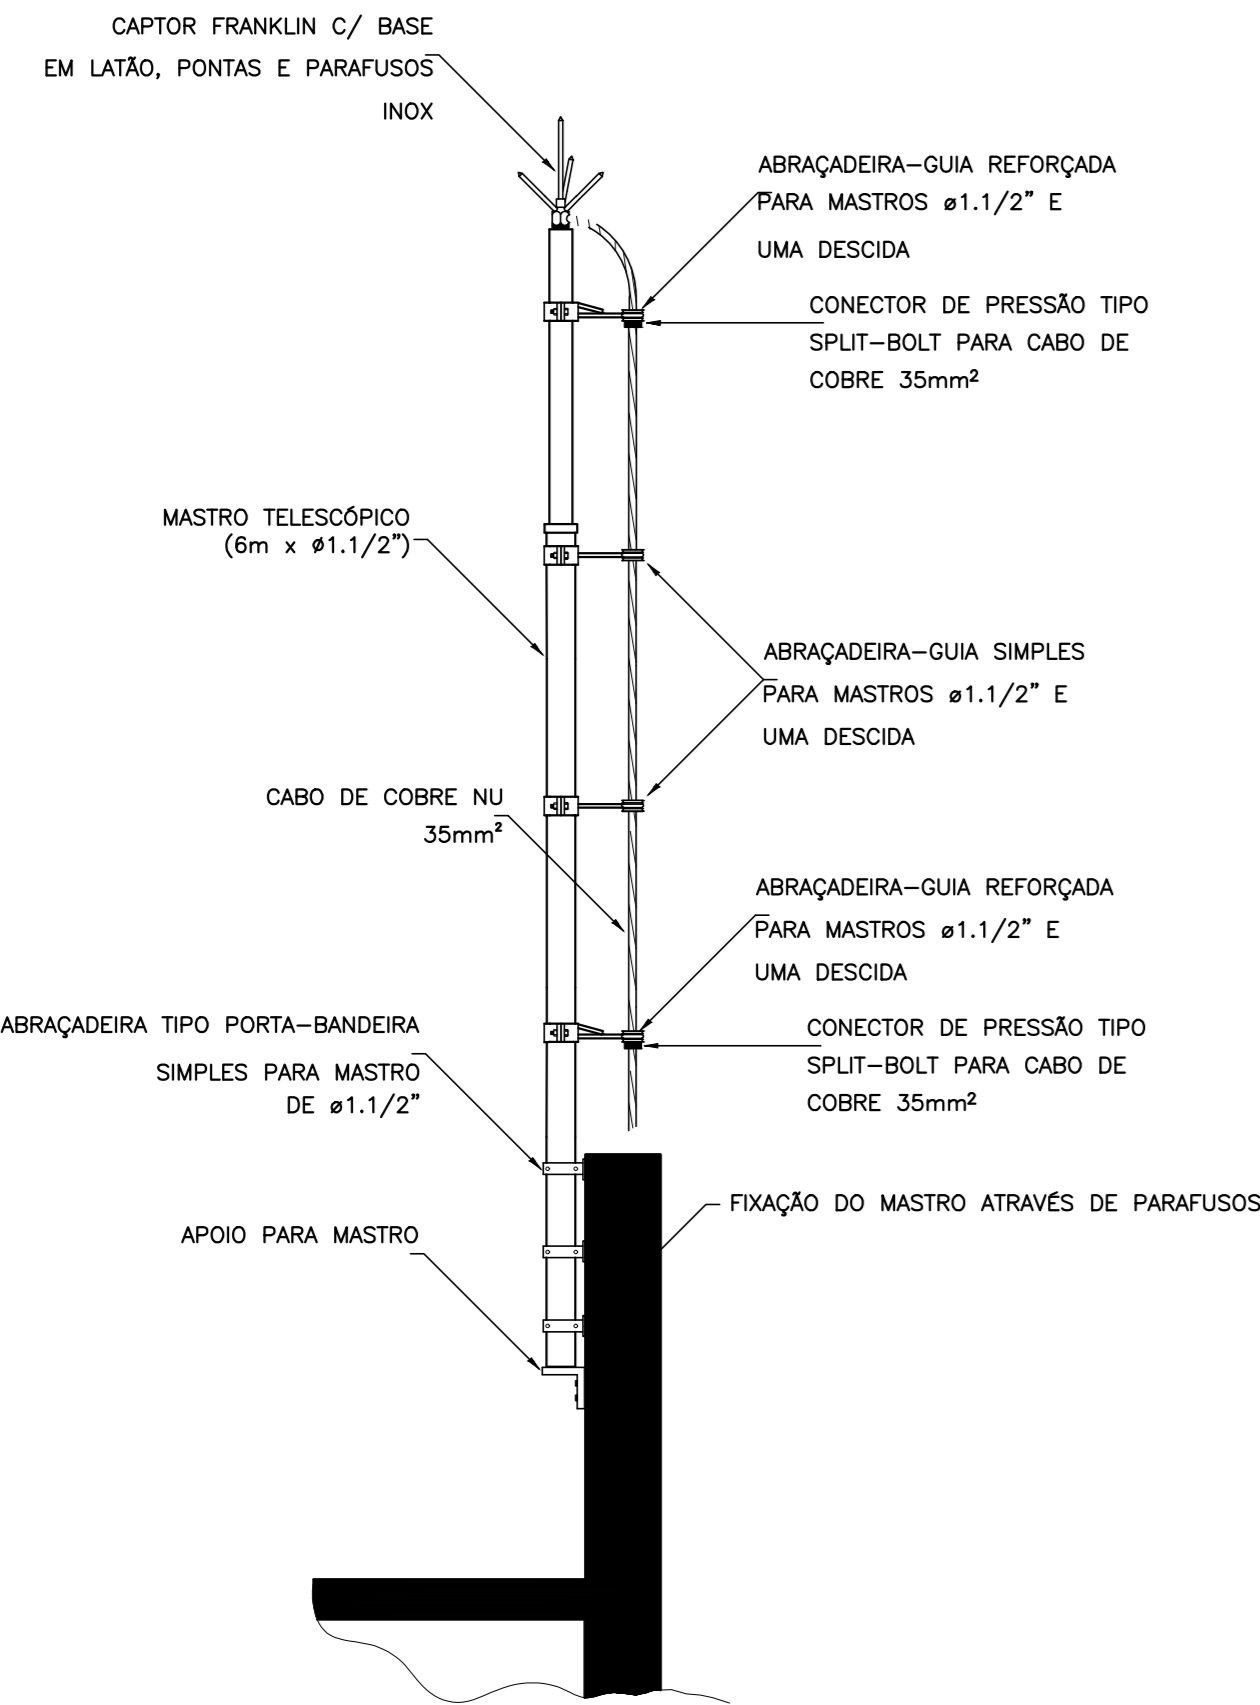 CAPTOR FRANKLIN C/ BASE
EM LATÃO, PONTAS E PARAFUSOS
INOX
ABRAÇADEIRA-GUIA REFORÇADA
PARA MASTROS ø1.1/2" E
UMA DESCIDA
CONECTOR DE PRESSÃO TIPO
SPLIT-BOLT PARA CABO DE
COBRE 35mm²
MASTRO TELESCÓPICO
(6m x Ø1.1/2")
ABRAÇADEIRA-GUIA SIMPLES
PARA MASTROS ø1.1/2" E
UMA DESCIDA
CABO DE COBRE NU
35mm²
ABRAÇADEIRA-GUIA REFORÇADA
PARA MASTROS ø1.1/2" E
UMA DESCIDA
ABRAÇADEIRA TIPO PORTA-BANDEIRA
SIMPLES PARA MASTRO
DE ø1.1/2"
CONECTOR DE PRESSÃO TIPO
SPLIT-BOLT PARA CABO DE
COBRE 35mm²
FIXAÇÃO DO MASTRO ATRAVÉS DE PARAFUSOS
APOIO PARA MASTRO